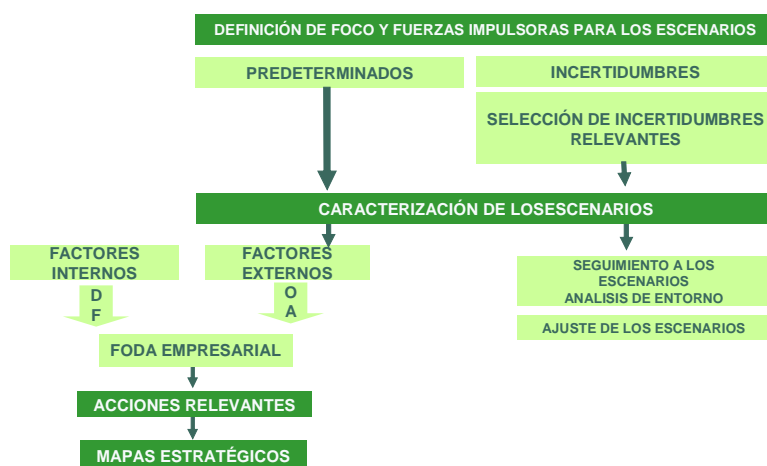 DEFINICIÓN DE FOCO Y FUERZAS IMPULSORAS PARA LOS ESCENARIOS
PREDETERMINADOS
INCERTIDUMBRES
SELECCIÓN DE INCERTIDUMBRES
RELEVANTES
CARACTERIZACIÓN DE LOSESCENARIOS
FACTORES
INTERNOS
FACTORES
EXTERNOS
D
F
O
A
SEGUIMIENTO A LOS
ESCENARIOS
ANALISIS DE ENTORNO
AJUSTE DE LOS ESCENARIOS
FODA EMPRESARIAL
ACCIONES RELEVANTES
MAPAS ESTRATÉGICOS